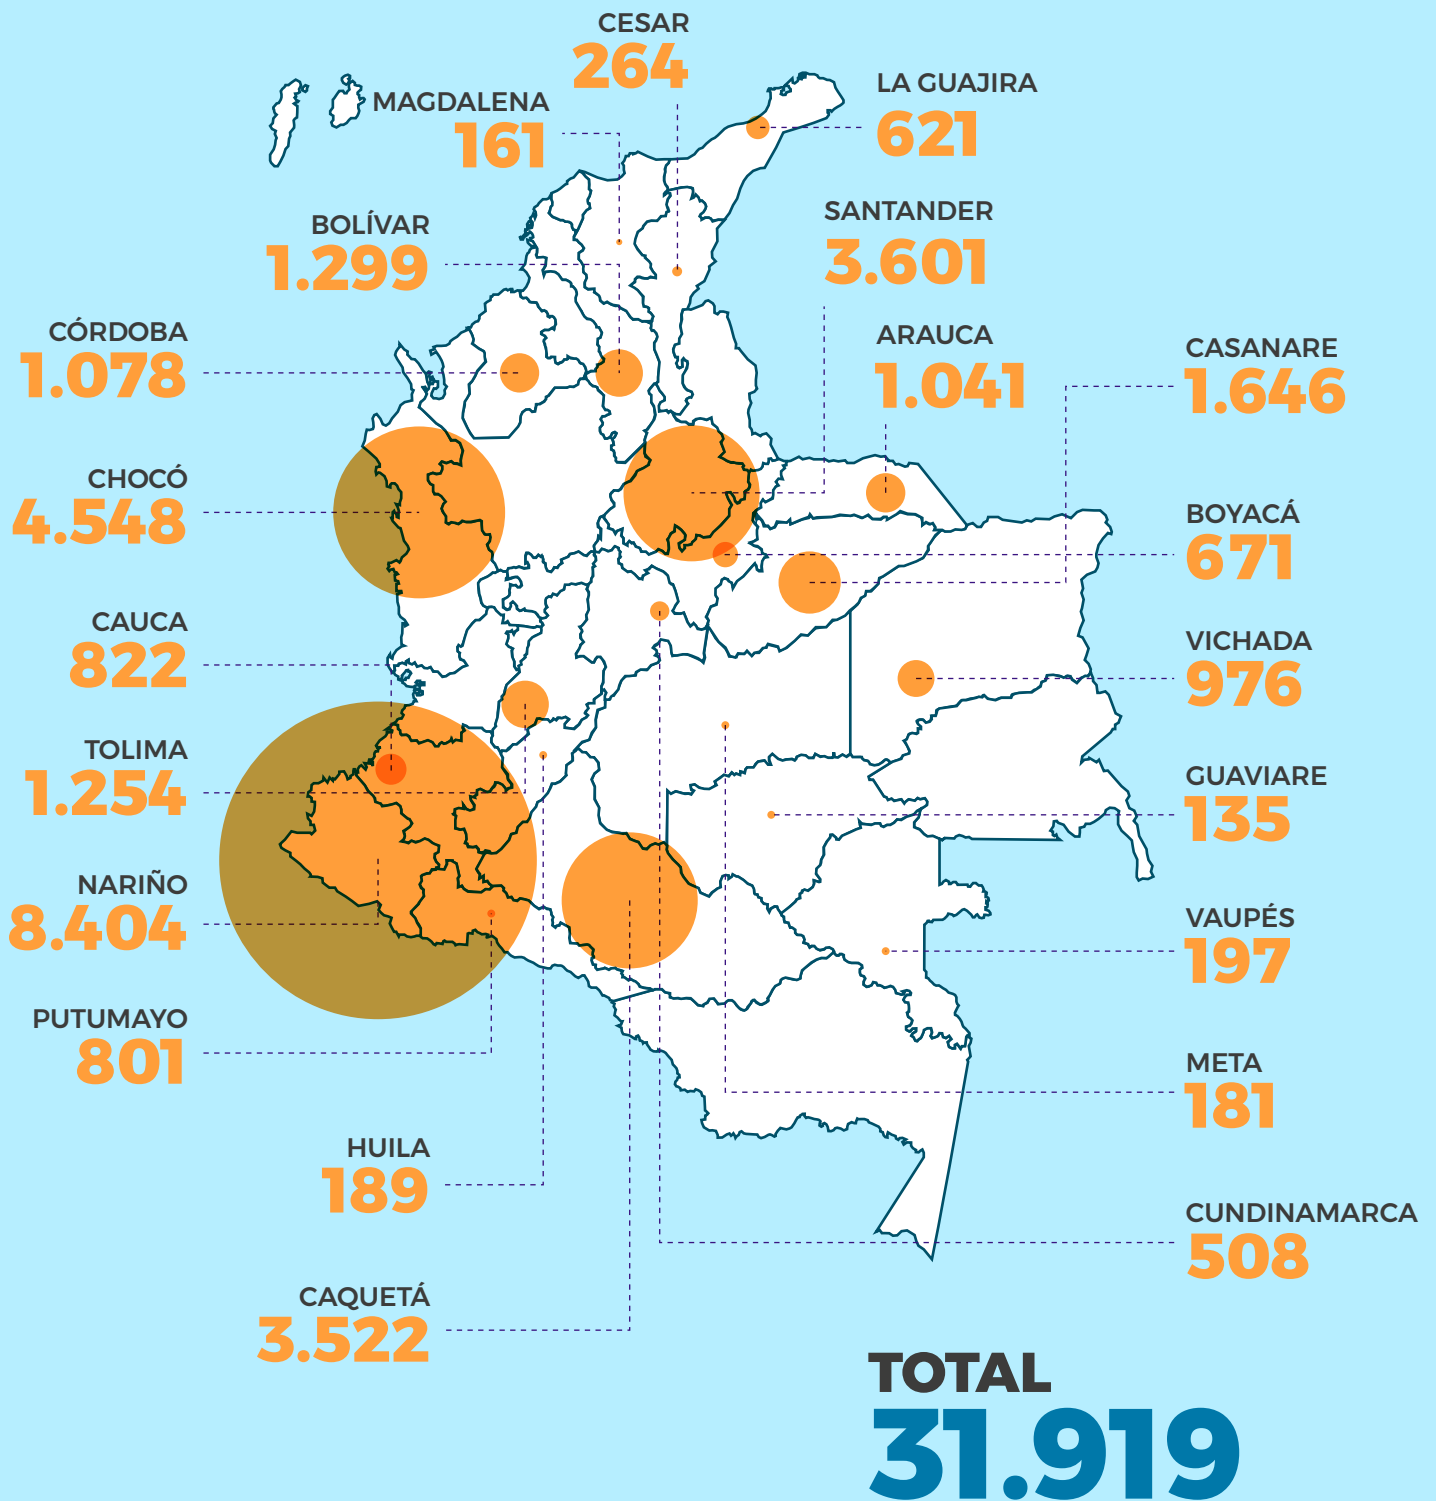 CESAR
264
MAGDALENA
161
LA GUAJIRA
621
BOLÍVAR
1.299
SANTANDER
3.601
CÓRDOBA
1.078
ARAUCA
1.041
CASANARE
1.646
CHOCÓ
4.548
BOYACÁ
671
CAUCA
822
VICHADA
976
TOLIMA
1.254
GUAVIARE
135
NARIÑO
8.404
VAUPÉS
197
PUTUMAYO
801
META
181
HUILA
189
CUNDINAMARCA
508
CAQUETÁ
3.522
TOTAL
31.919